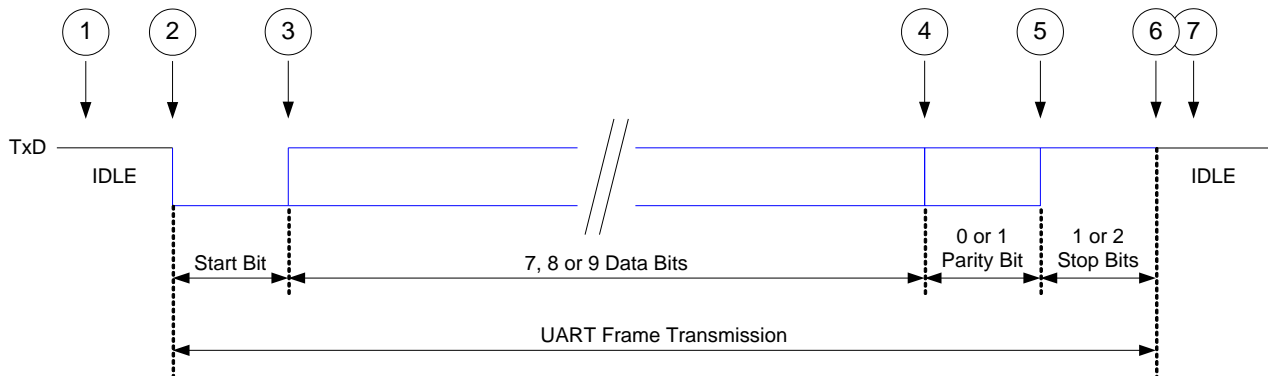 1 2 3 4 5 6 7
TxD
IDLE
IDLE
Start Bit
7, 8 or 9 Data Bits
0 or 1
Parity Bit
1 or 2
Stop Bits
UART Frame Transmission